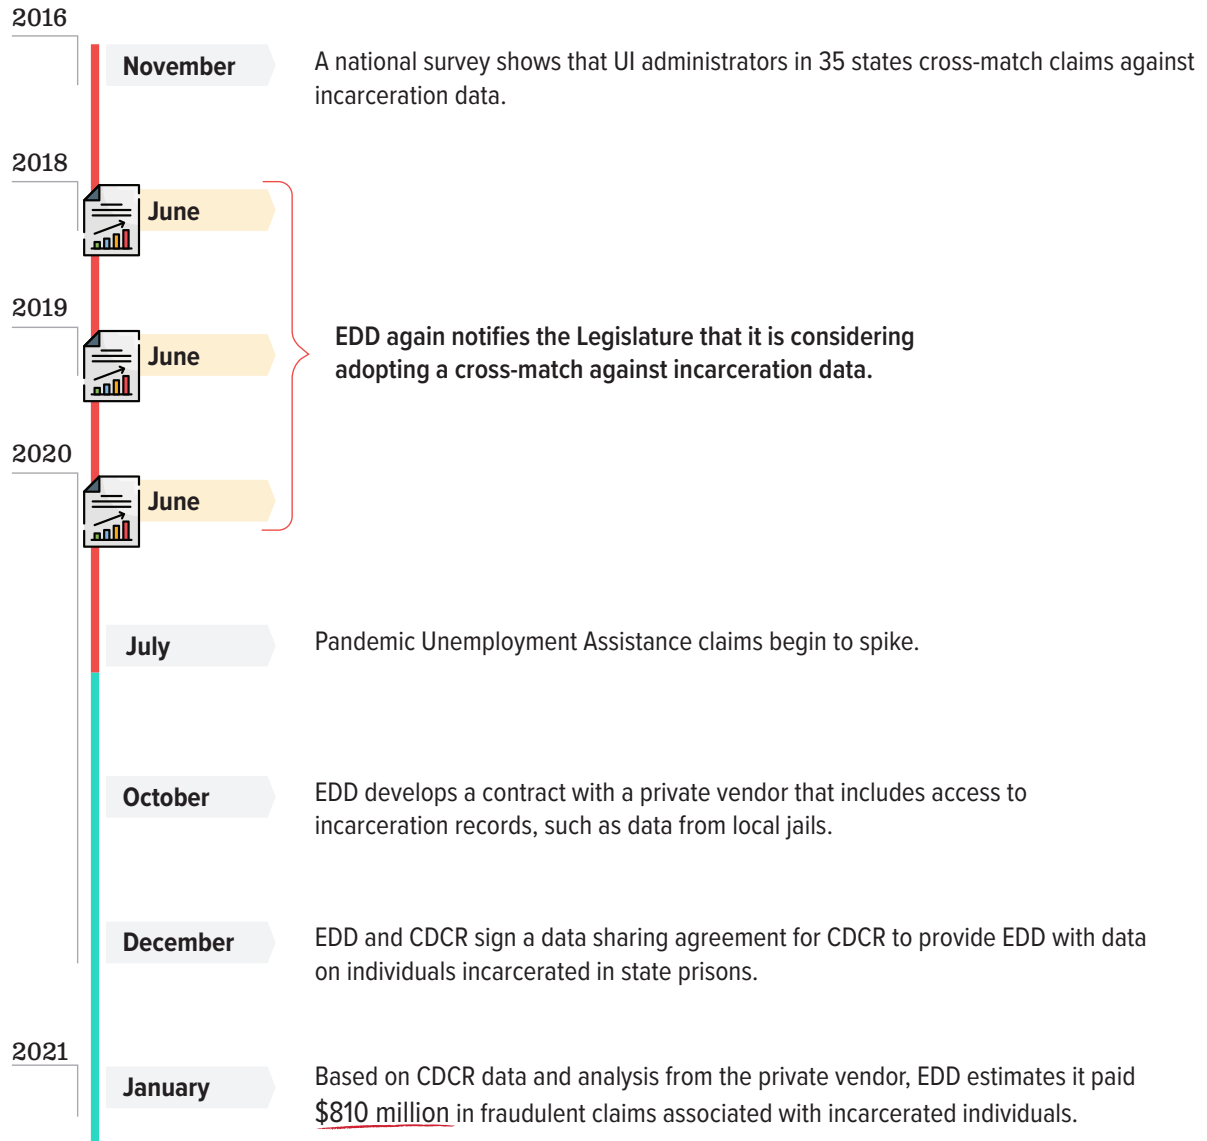 2016
November
A national survey shows that UI administrators in 35 states cross-match claims against
incarceration data.
2018
June
2019
June
EDD again notifies the Legislature that it is considering
adopting a cross-match against incarceration data.
2020
June
July
Pandemic Unemployment Assistance claims begin to spike.
October
EDD develops a contract with a private vendor that includes access to
incarceration records, such as data from local jails.
December
EDD and CDCR sign a data sharing agreement for CDCR to provide EDD with data
on individuals incarcerated in state prisons.
2021
January
Based on CDCR data and analysis from the private vendor, EDD estimates it paid
$810 million in fraudulent claims associated with incarcerated individuals.